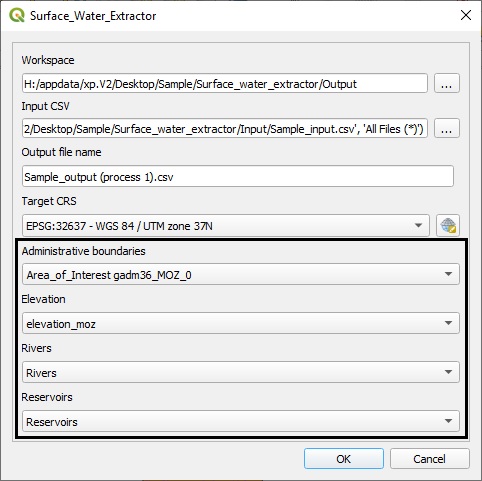 Surface_Water_Extractor
Workspace
H:/appdata/xp.V2/Desktop/Sample/Surface_water_extractor/Output
...
Input CSV
2/Desktop/Sample/Surface_water_extractor/Input/Sample_input.csv', 'All Files (*)')
...
Output file name
Sample_output (process 1).csv
Target CRS
EPSG:32637 - WGS 84 / UTM zone 37N
Administrative boundaries
Area_of_Interest gadm36_MOZ_0
Elevation
elevation_moz
Rivers
Rivers
Reservoirs
Reservoirs
OK Cancel